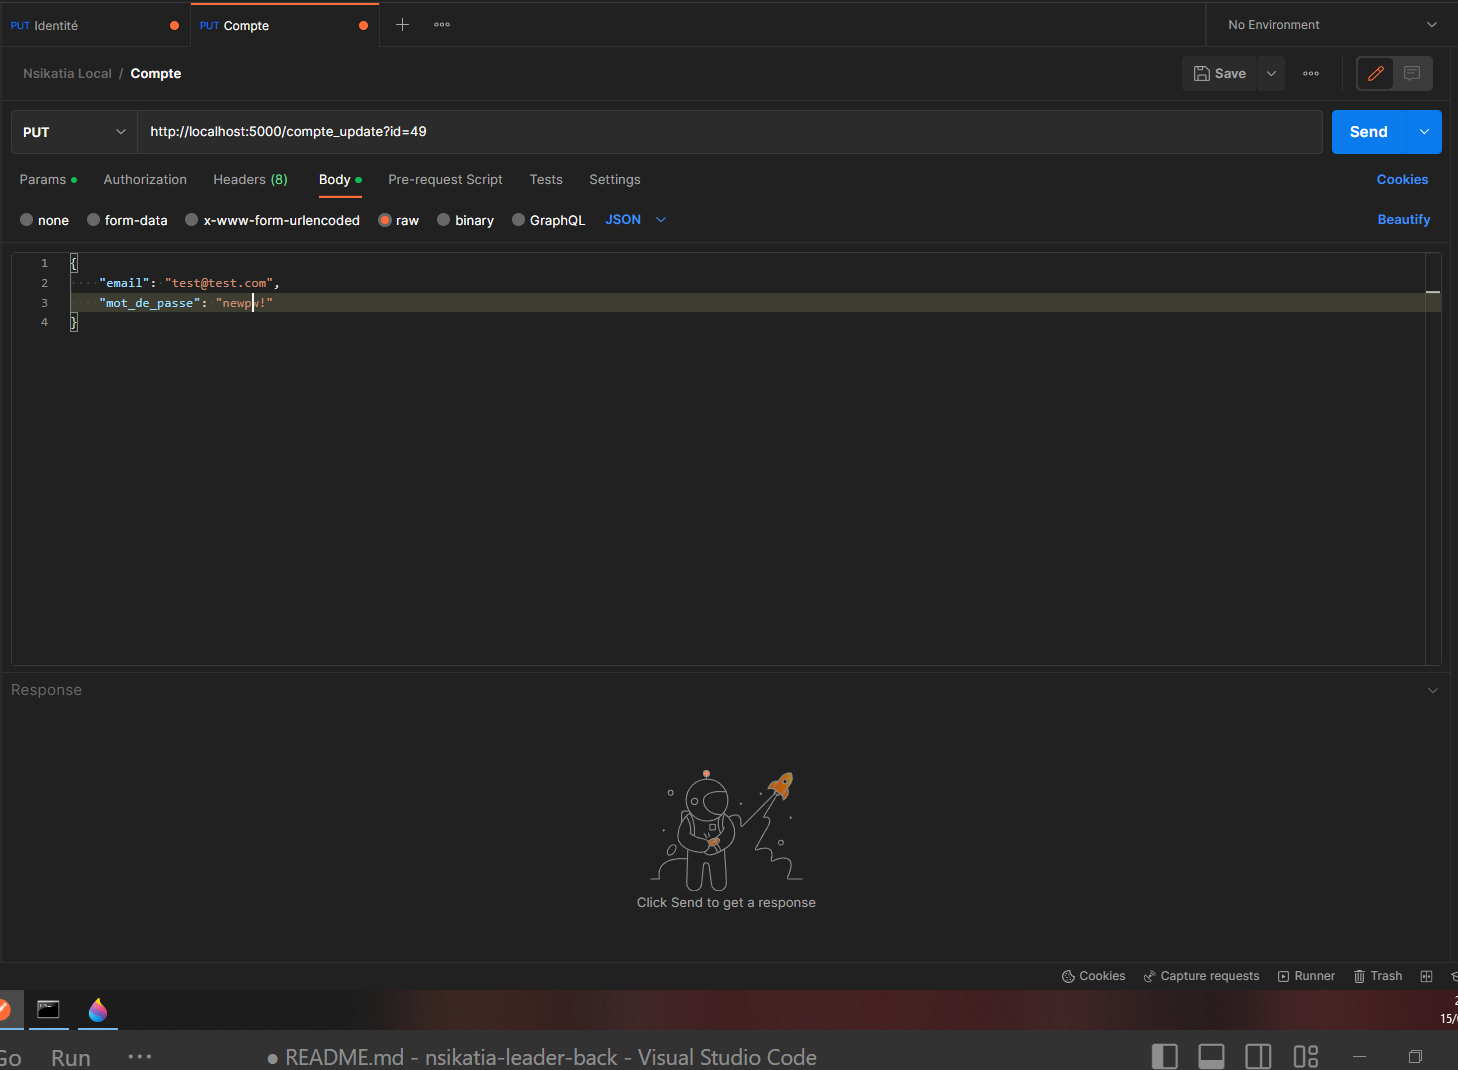 PUT Identité
PUT Compte
No Environment
Nsikatia Local / Compte
Save
PUT
http://localhost:5000/compte_update?id=49
Send
Params
Authorization
Headers (8)
Body
Pre-request Script
Tests
Settings
Cookies
none
form-data
x-www-form-urlencoded
raw
binary
GraphQL
JSON
Beautify
1 {
2 "email": "test@test.com",
3 "mot_de_passe": "newpw!"
4 }
Response
Click Send to get a response
Cookies
Capture requests
Runner
Trash
15/
Go Run ··· ● README.md - nsikatia-leader-back - Visual Studio Code